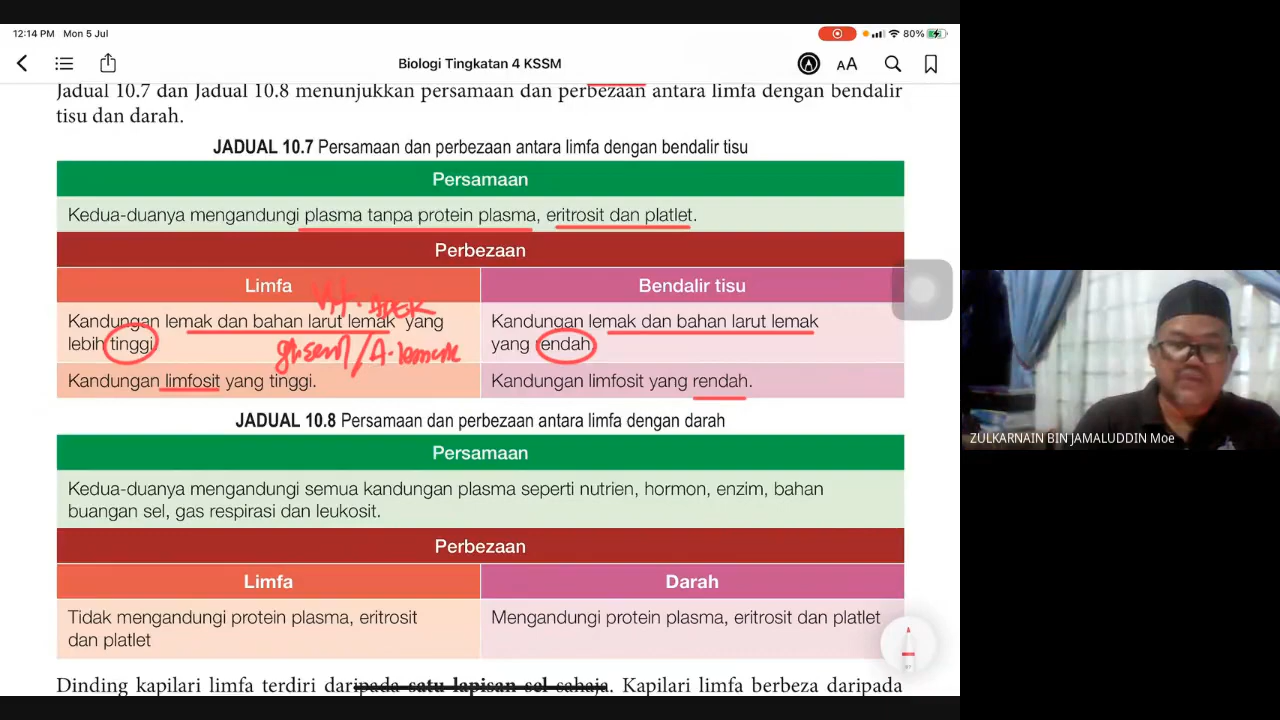 12:14 PM Mon 5 Jul
80%
Biologi Tingkatan 4 KSSM
AA
Jadual 10.7 dan Jadual 10.8 menunjukkan persamaan dan perbezaan antara limfa dengan bendalir
tisu dan darah.
JADUAL 10.7 Persamaan dan perbezaan antara limfa dengan bendalir tisu
Persamaan
Kedua-duanya mengandungi plasma tanpa protein plasma, eritrosit dan platlet.
Perbezaan
Limfa
Bendalir tisu
Vit. ADEK
Kandungan lemak dan bahan larut lemak yang
lebih tinggi
gliserol/A. lemak
Kandungan lemak dan bahan larut lemak
yang rendah.
Kandungan limfosit yang tinggi.
Kandungan limfosit yang rendah.
JADUAL 10.8 Persamaan dan perbezaan antara limfa dengan darah
Persamaan
Kedua-duanya mengandungi semua kandungan plasma seperti nutrien, hormon, enzim, bahan
buangan sel, gas respirasi dan leukosit.
Perbezaan
Limfa
Darah
Tidak mengandungi protein plasma, eritrosit
dan platlet
Mengandungi protein plasma, eritrosit dan platlet
Dinding kapilari limfa terdiri daripada satu lapisan sel sahaja. Kapilari limfa berbeza daripada
ZULKARNAIN BIN JAMALUDDIN Moe